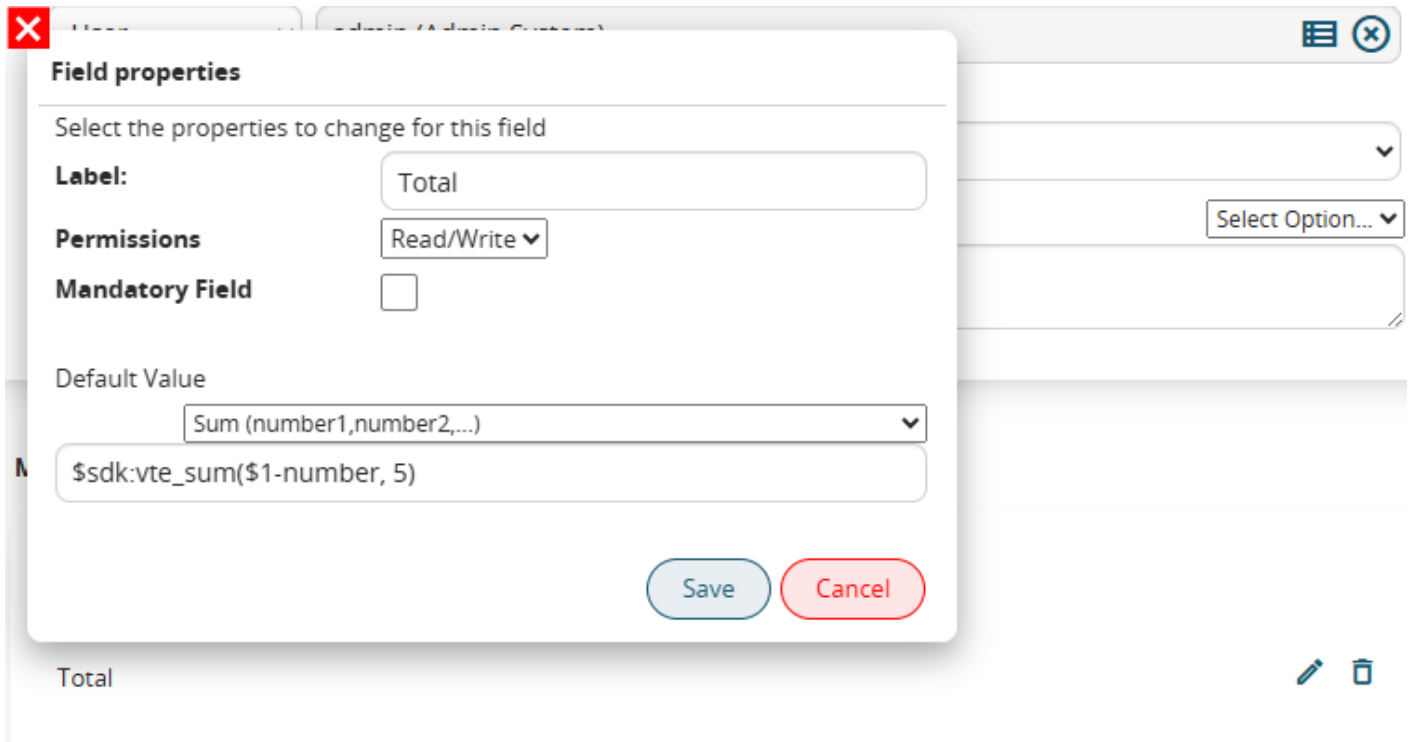 Field properties
Select the properties to change for this field
Label:
Total
Permissions
Read/Write
Select Option...
Mandatory Field
Default Value
Sum (number1,number2,...)
$sdk:vte_sum($1-number, 5)
Save
Cancel
Total